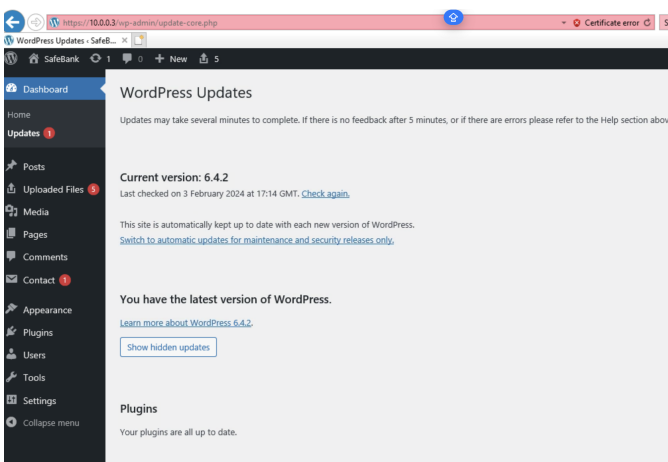 https://10.0.0.3/wp-admin/update-core.php
Certificate error
WordPress Updates ‹ SafeB...
SafeBank 1 0 + New 5
Dashboard
Home
Updates 1
Posts
Uploaded Files 5
Media
Pages
Comments
Contact 1
Appearance
Plugins
Users
Tools
Settings
Collapse menu
WordPress Updates
Updates may take several minutes to complete. If there is no feedback after 5 minutes, or if there are errors please refer to the Help section abov
Current version: 6.4.2
Last checked on 3 February 2024 at 17:14 GMT. Check again.
This site is automatically kept up to date with each new version of WordPress.
Switch to automatic updates for maintenance and security releases only.
You have the latest version of WordPress.
Learn more about WordPress 6.4.2.
Show hidden updates
Plugins
Your plugins are all up to date.